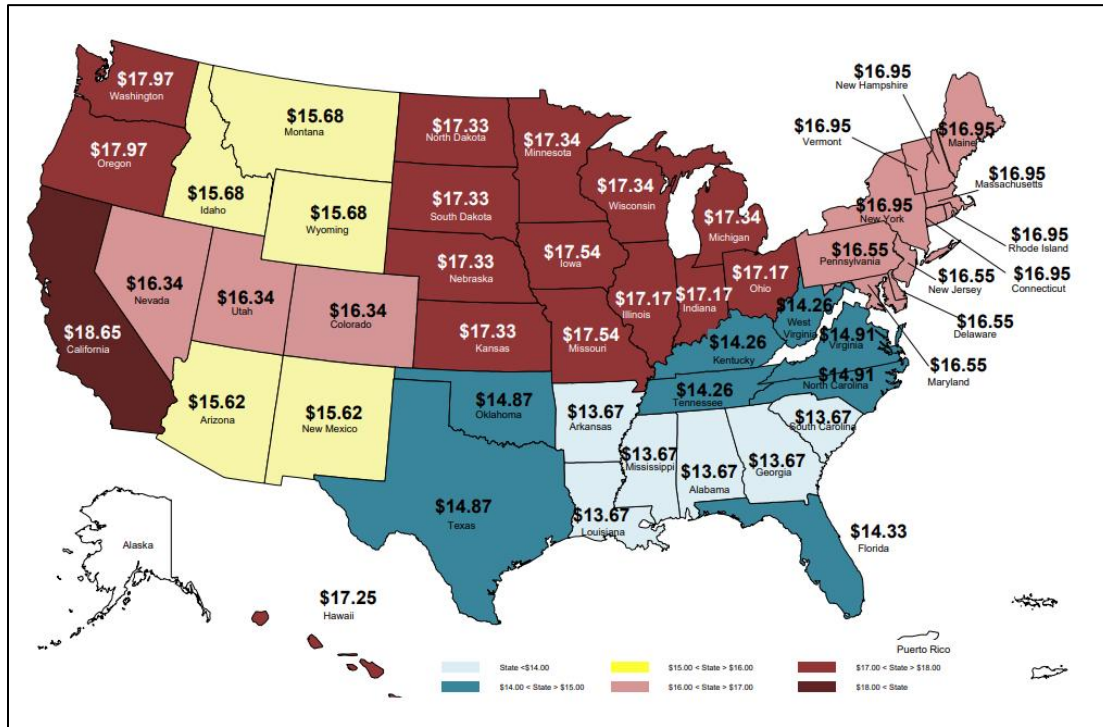 $17.97
Washington
$17.97
Oregon
$18.65
California
$15.68
Idaho
$15.68
Montana
$15.68
Wyoming
$16.34
Nevada
$16.34
Utah
$16.34
Colorado
$15.62
Arizona
$15.62
New Mexico
$17.33
North Dakota
$17.33
South Dakota
$17.33
Nebraska
$17.33
Kansas
$14.87
Oklahoma
$14.87
Texas
$17.34
Minnesota
$17.54
Iowa
$17.54
Missouri
$13.67
Arkansas
$13.67
Louisiana
$17.34
Wisconsin
$17.17
Illinois
$17.34
Michigan
$17.17
Indiana
$17.17
Ohio
$14.26
Kentucky
$14.26
Tennessee
$13.67
Mississippi
$13.67
Alabama
$13.67
Georgia
$14.33
Florida
$13.67
South Carolina
$14.91
North Carolina
$14.91
Virginia
$14.26
West
Virginia
$16.55
Pennsylvania
$16.95
New York
$16.95
Vermont
$16.95
New Hampshire
$16.95
Maine
$16.95
Massachusetts
$16.95
Rhode Island
$16.95
Connecticut
$16.55
New Jersey
$16.55
Delaware
$16.55
Maryland
Alaska
$17.25
Hawaii
Puerto Rico
State <$14.00
$14.00 < State > $15.00
$15.00 < State > $16.00
$16.00 < State > $17.00
$17.00 < State > $18.00
$18.00 < State